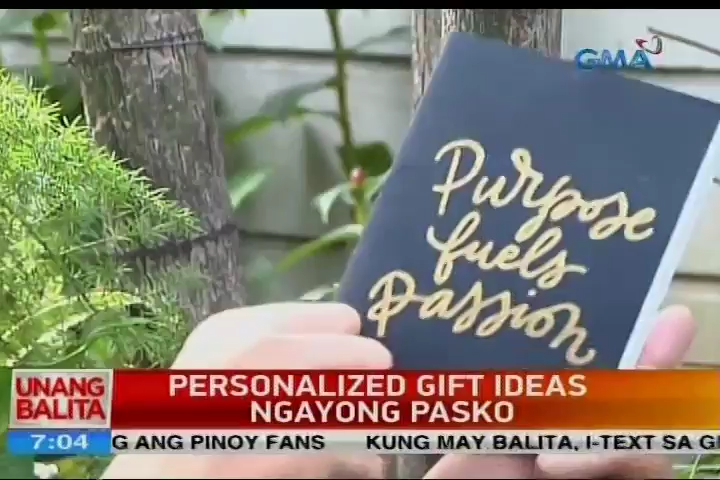 GMA
Purpose
fuels
passion
UNANG
BALITA
PERSONALIZED GIFT IDEAS
NGAYONG PASKO
7:04
G ANG PINOY FANS KUNG MAY BALITA, I-TEXT SA